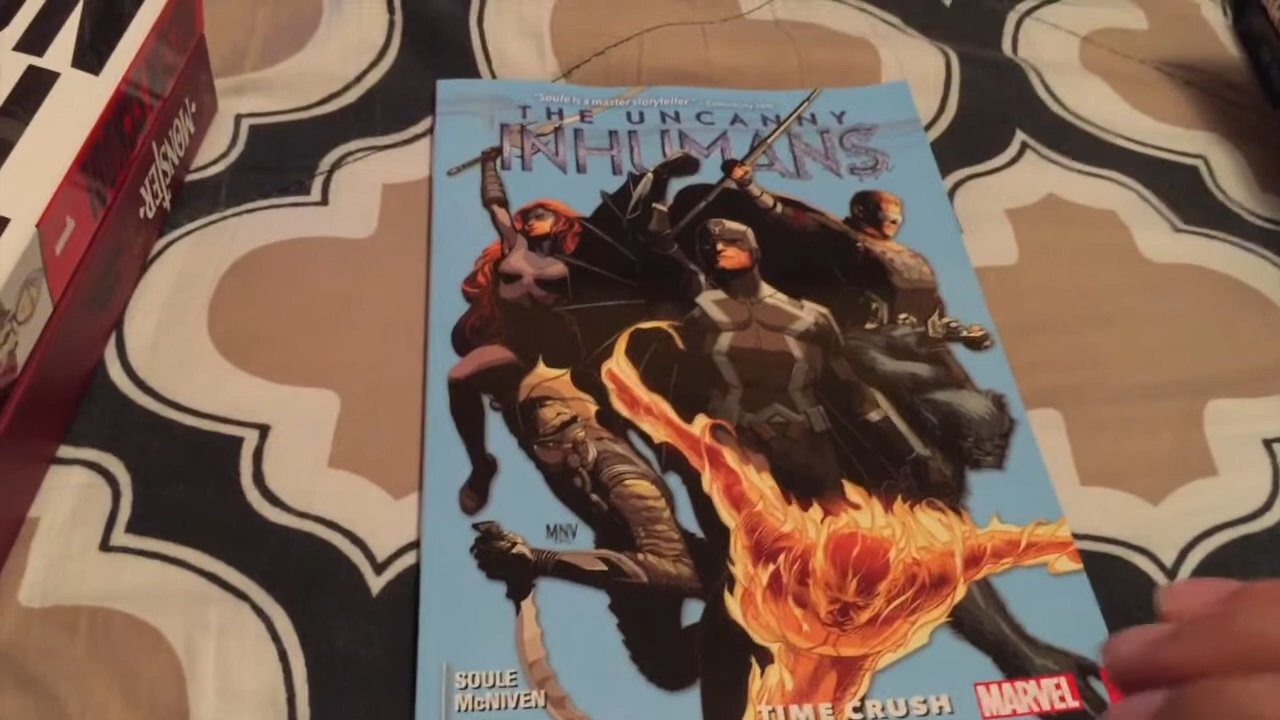 "Soule is a master storyteller."
THE UNCANNY
INHUMANS
MONSTER
MNV
SOULE
McNIVEN
TIME CRUSH
MARVEL